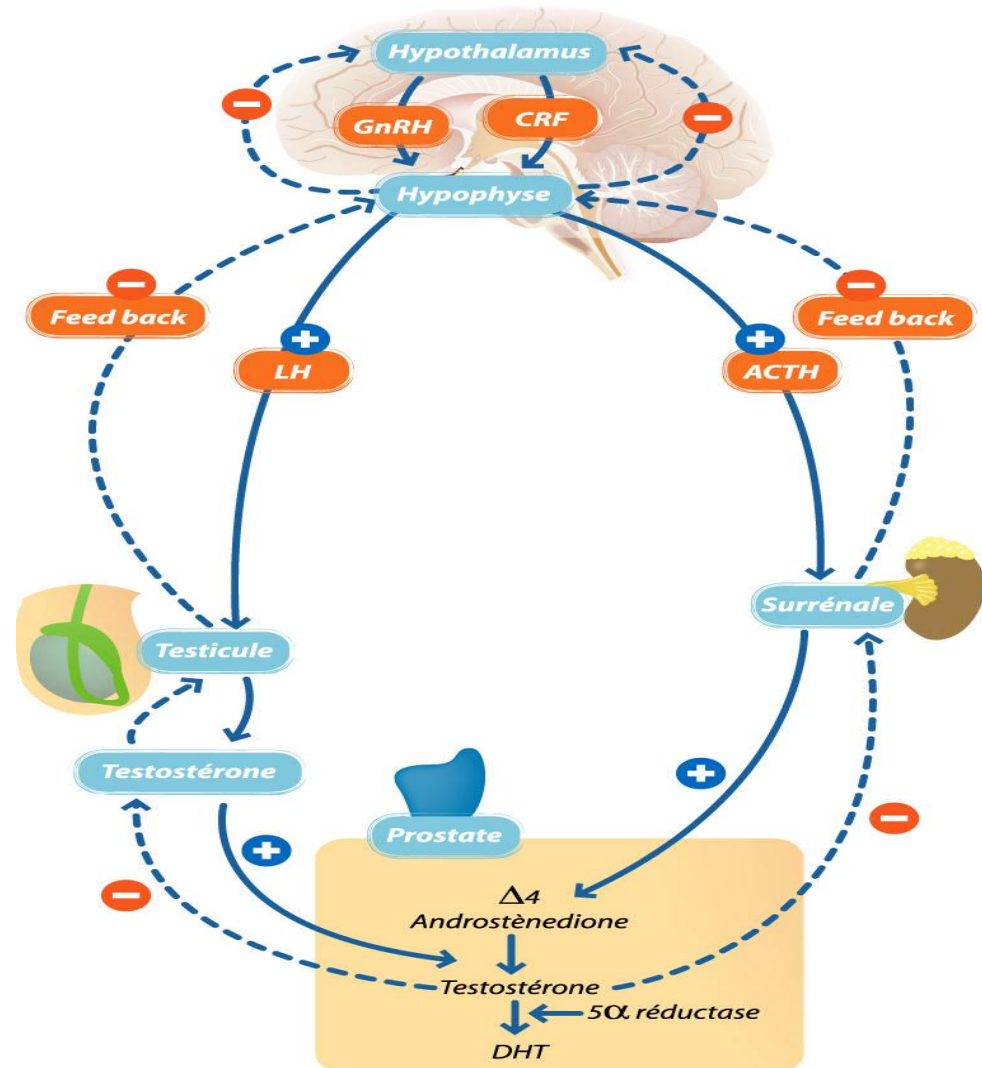 Hypothalamus
GnRH
CRF
Hypophyse
Feed back
Feed back
LH
ACTH
Testicule
Surrénale
Testostérone
Prostate
Δ4
Androstènedione
Testostérone
5α réductase
DHT